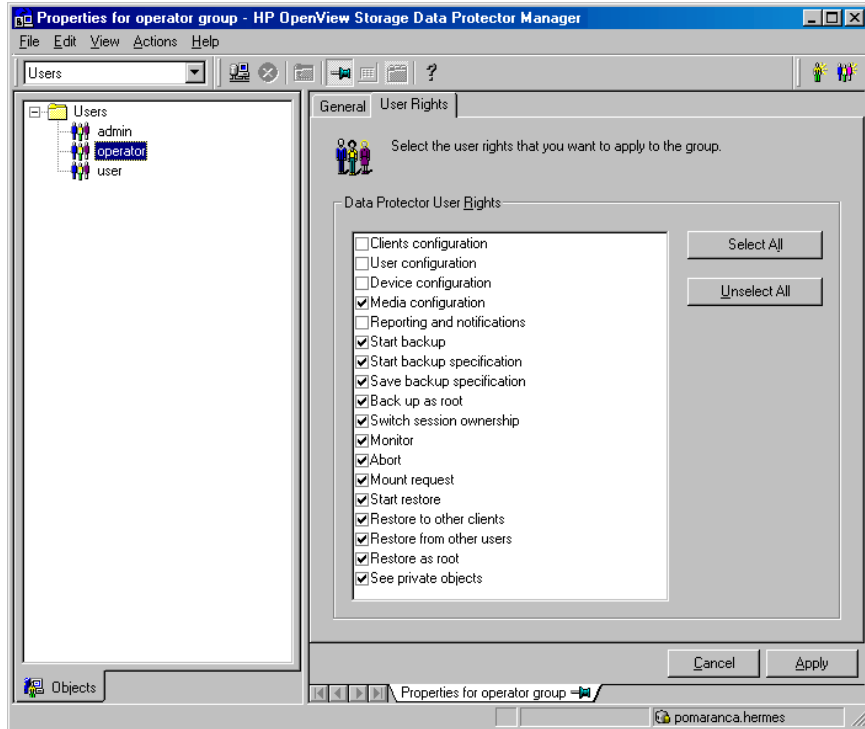 Properties for operator group - HP OpenView Storage Data Protector Manager
File Edit View Actions Help
Users
Users
admin
operator
user
Objects
General User Rights
Select the user rights that you want to apply to the group.
Data Protector User Rights
Clients configuration
User configuration
Device configuration
Media configuration
Reporting and notifications
Start backup
Start backup specification
Save backup specification
Back up as root
Switch session ownership
Monitor
Abort
Mount request
Start restore
Restore to other clients
Restore from other users
Restore as root
See private objects
Select All
Unselect All
Cancel Apply
Properties for operator group
pomaranca.hermes